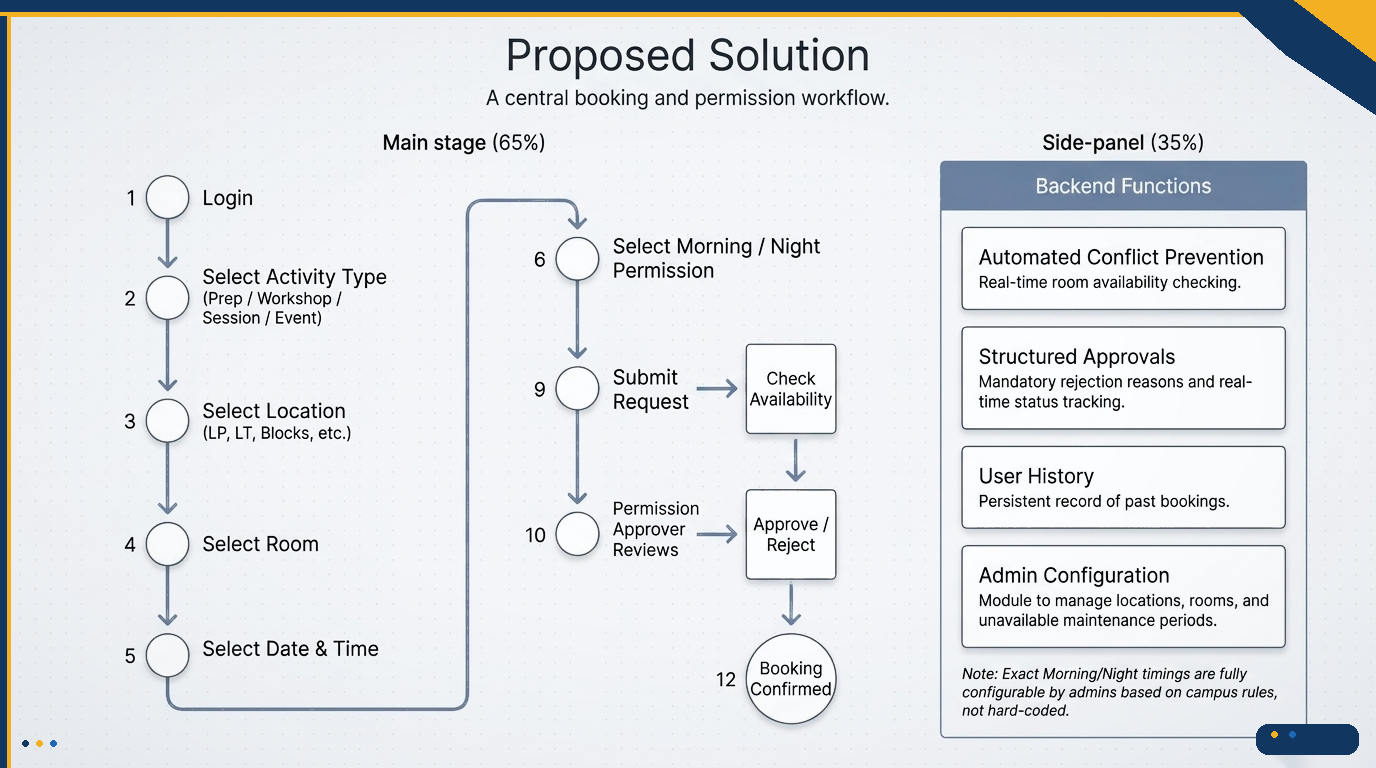 Proposed Solution
A central booking and permission workflow.
Main stage (65%)
1 Login
2 Select Activity Type
(Prep / Workshop /
Session / Event)
3 Select Location
(LP, LT, Blocks, etc.)
4 Select Room
5 Select Date & Time
6 Select Morning / Night
Permission
9 Submit
Request
Check
Availability
10 Permission
Approver
Reviews
Approve /
Reject
12 Booking
Confirmed
Side-panel (35%)
Backend Functions
Automated Conflict Prevention
Real-time room availability checking.
Structured Approvals
Mandatory rejection reasons and real-
time status tracking.
User History
Persistent record of past bookings.
Admin Configuration
Module to manage locations, rooms, and
unavailable maintenance periods.
Note: Exact Morning/Night timings are fully
configurable by admins based on campus rules,
not hard-coded.